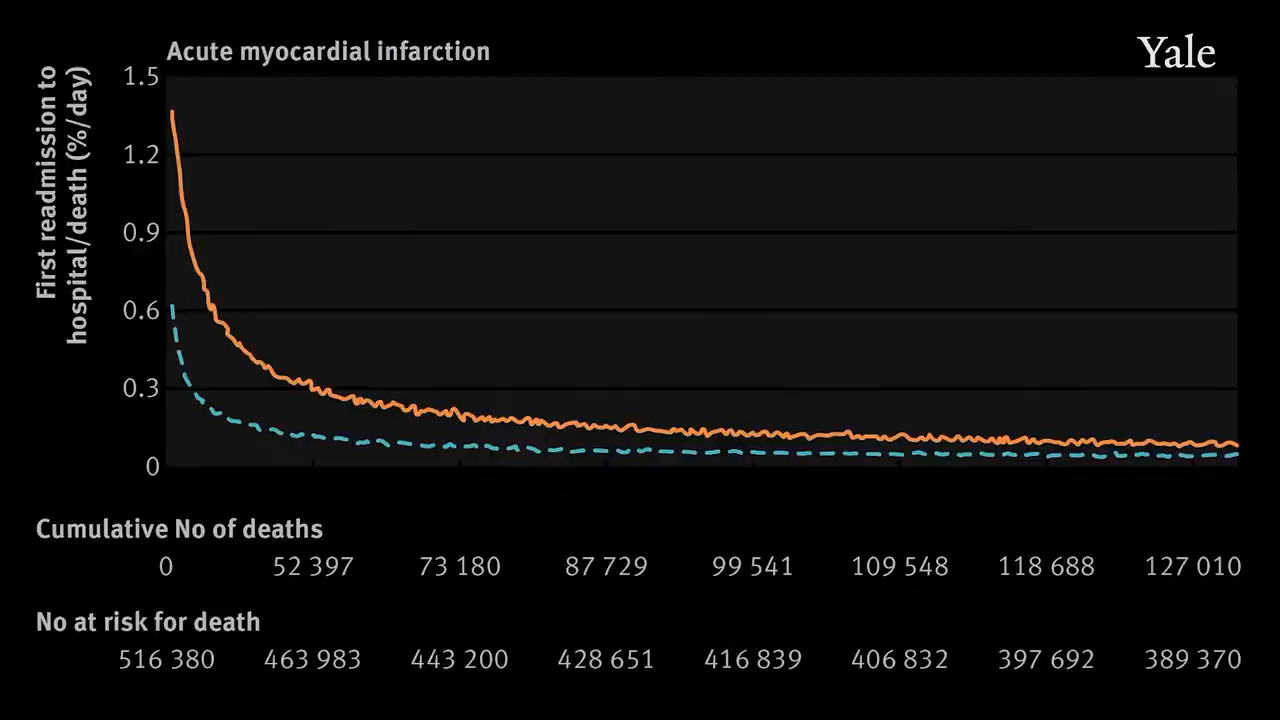 Acute myocardial infarction
Yale
First readmission to
hospital/death (%/day)
1.5
1.2
0.9
0.6
0.3
0
Cumulative No of deaths
0 52 397 73 180 87 729 99 541 109 548 118 688 127 010
No at risk for death
516 380 463 983 443 200 428 651 416 839 406 832 397 692 389 370